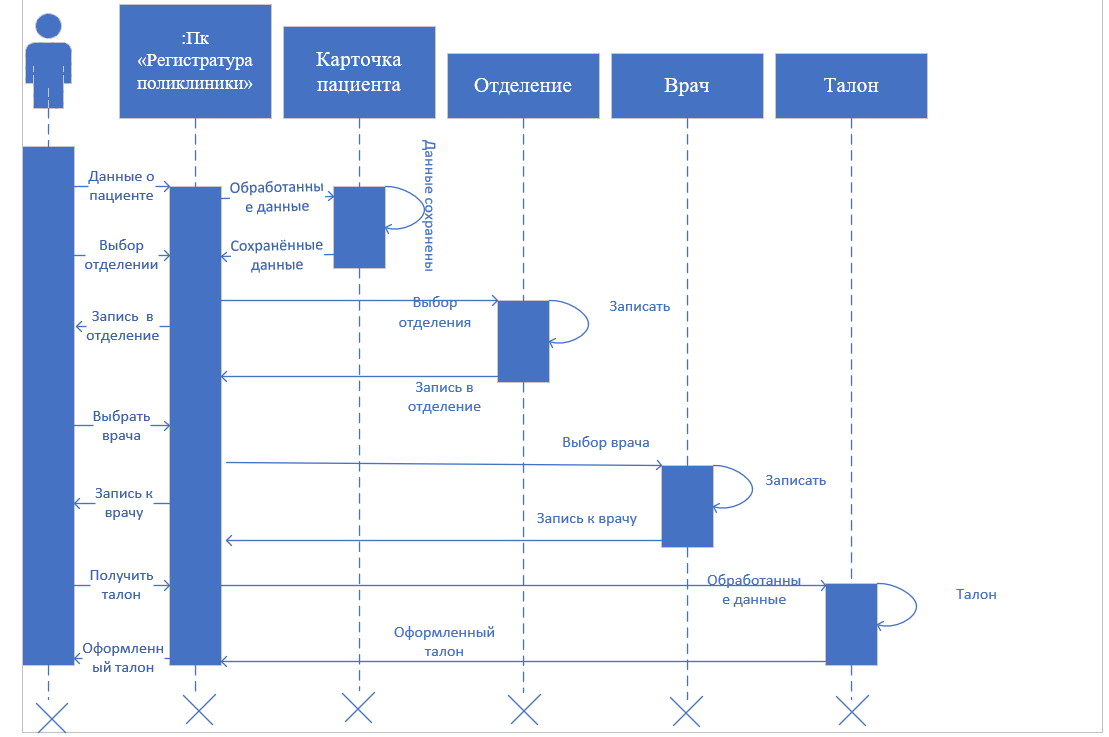 :Пк
«Регистратура
поликлиники»
Карточка
пациента
Отделение
Врач
Талон
Данные о
пациенте
Обработанны
е данные
Данные сохранены
Выбор
отделении
Сохранённые
данные
Запись в
отделение
Выбор
отделения
Записать
Запись в
отделение
Выбрать
врача
Выбор врача
Записать
Запись к
врачу
Запись к врачу
Получить
талон
Обработанны
е данные
Талон
Оформленн
ый талон
Оформленный
талон